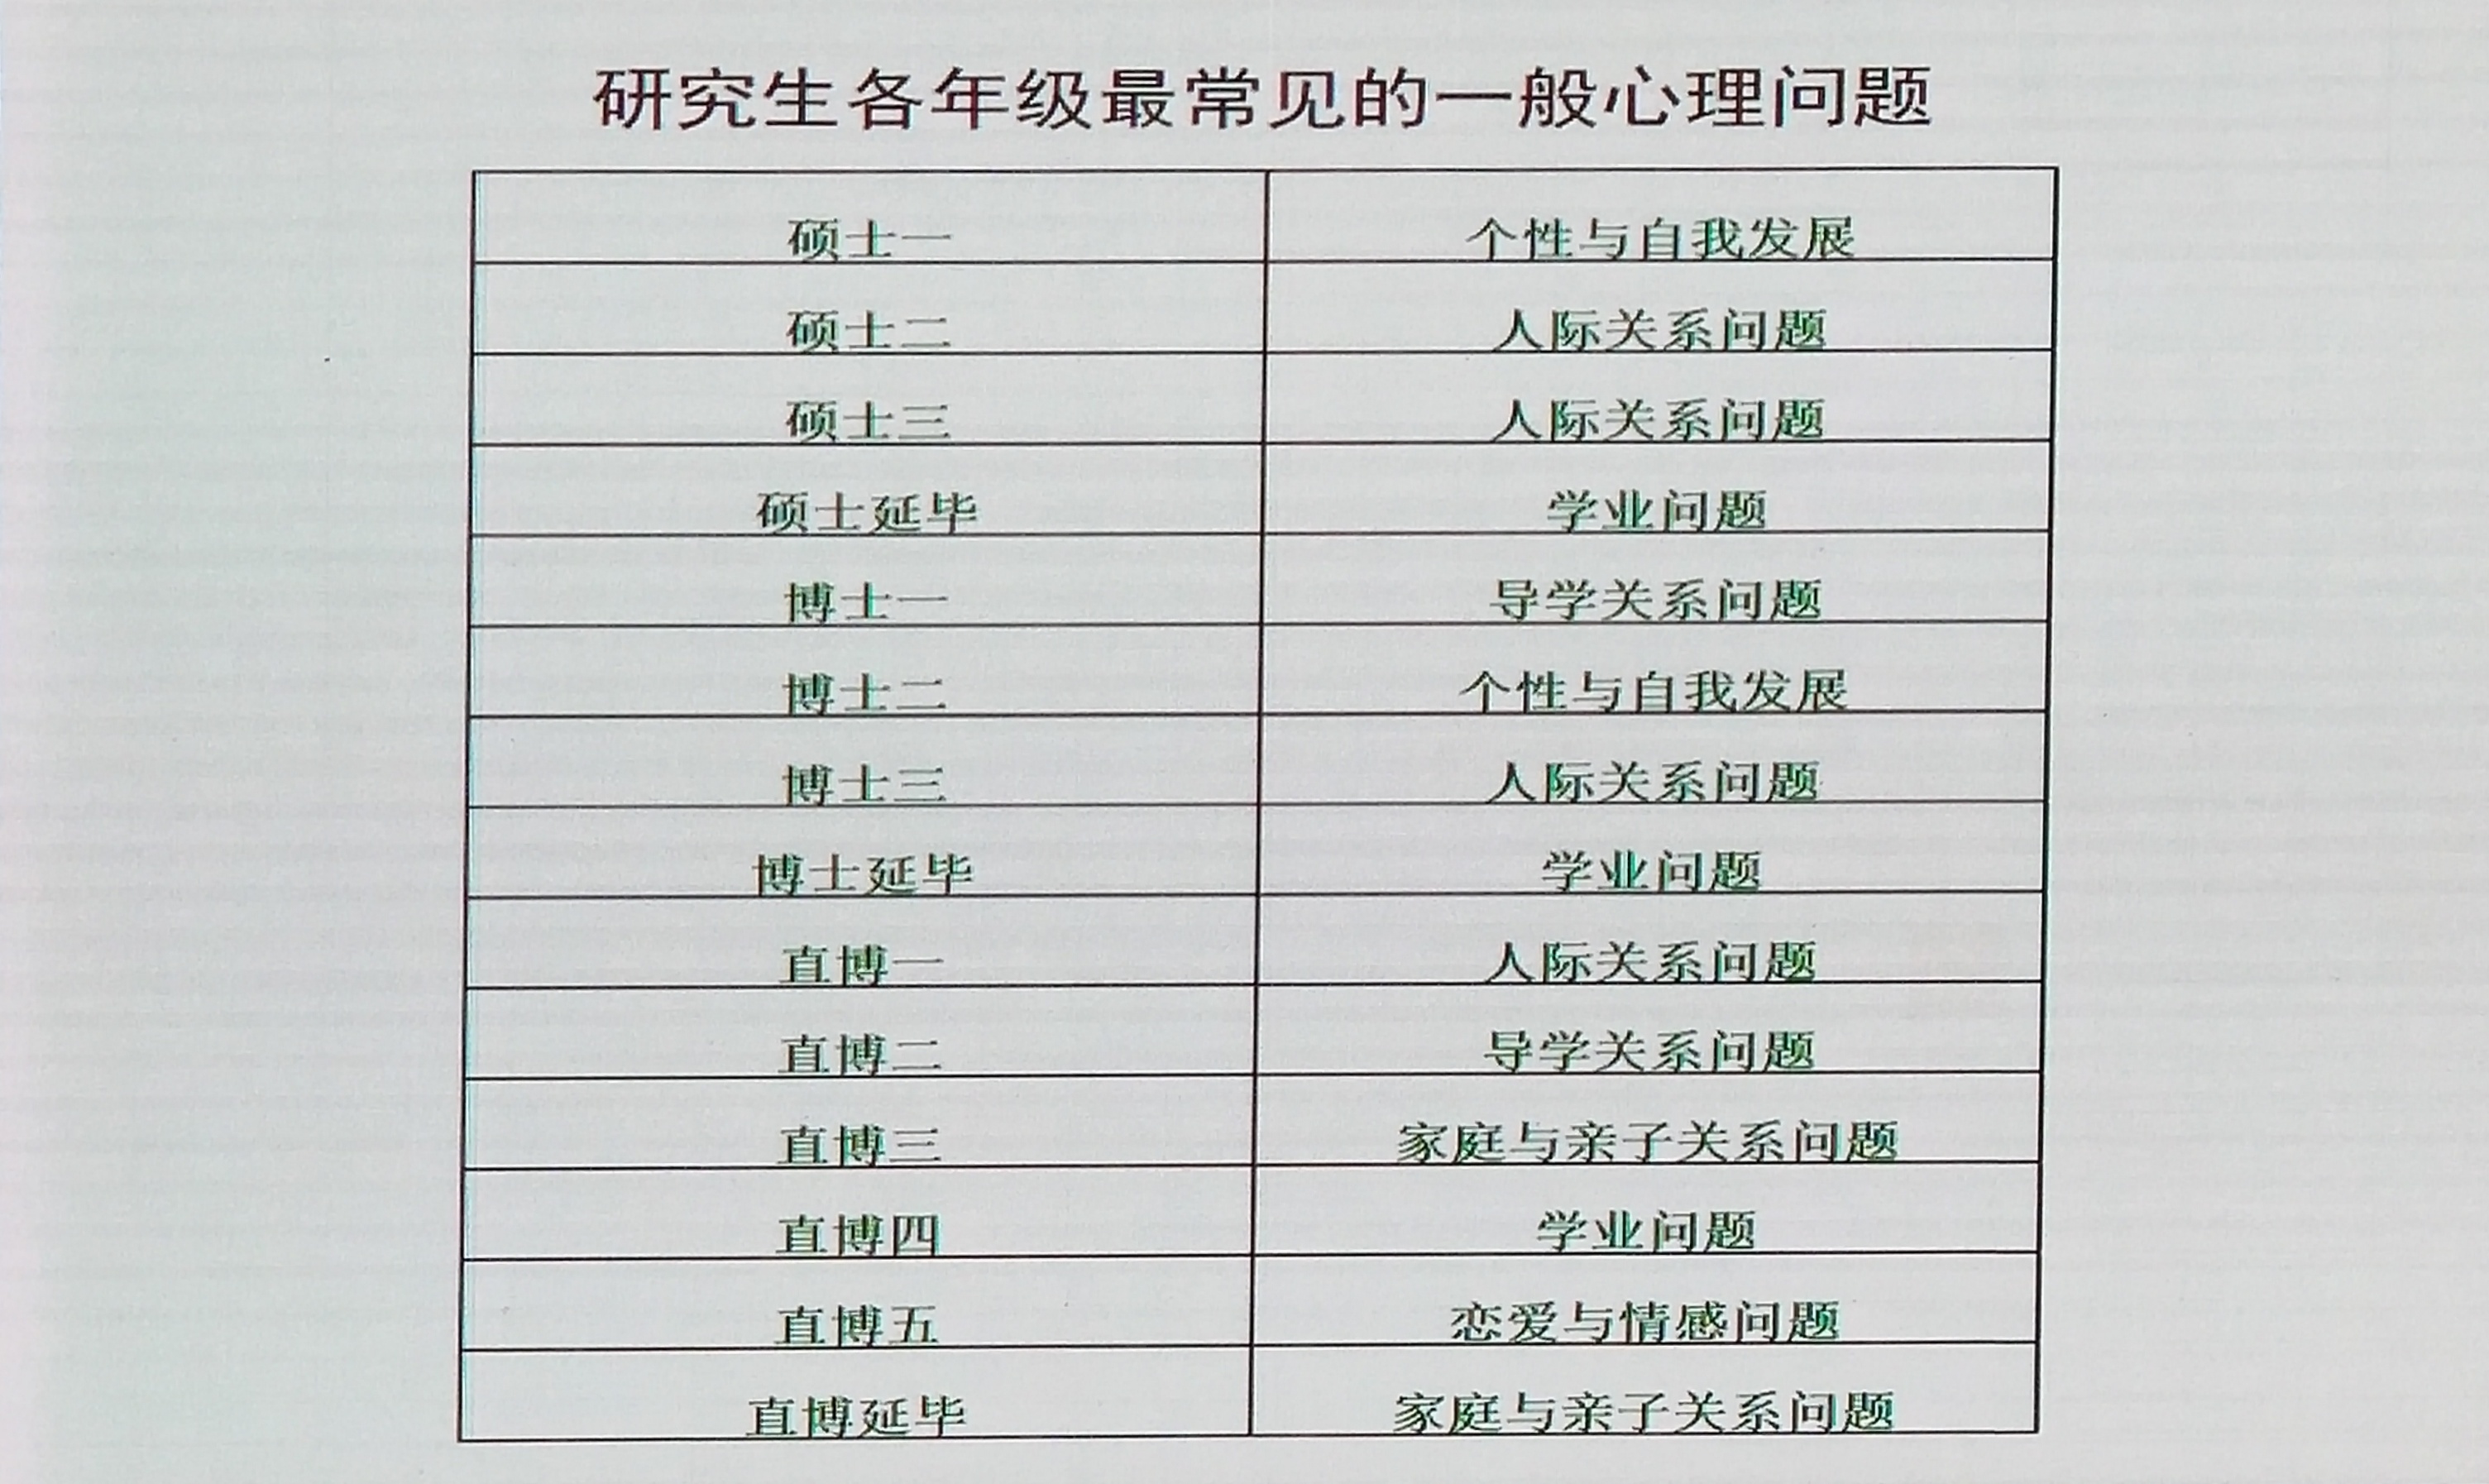 研究生各年级最常见的一般心理问题
硕士一 个性与自我发展
硕士二 人际关系问题
硕士三 人际关系问题
硕士延毕 学业问题
博士一 导学关系问题
博士二 个性与自我发展
博士三 人际关系问题
博士延毕 学业问题
直博一 人际关系问题
直博二 导学关系问题
直博三 家庭与亲子关系问题
直博四 学业问题
直博五 恋爱与情感问题
直博延毕 家庭与亲子关系问题